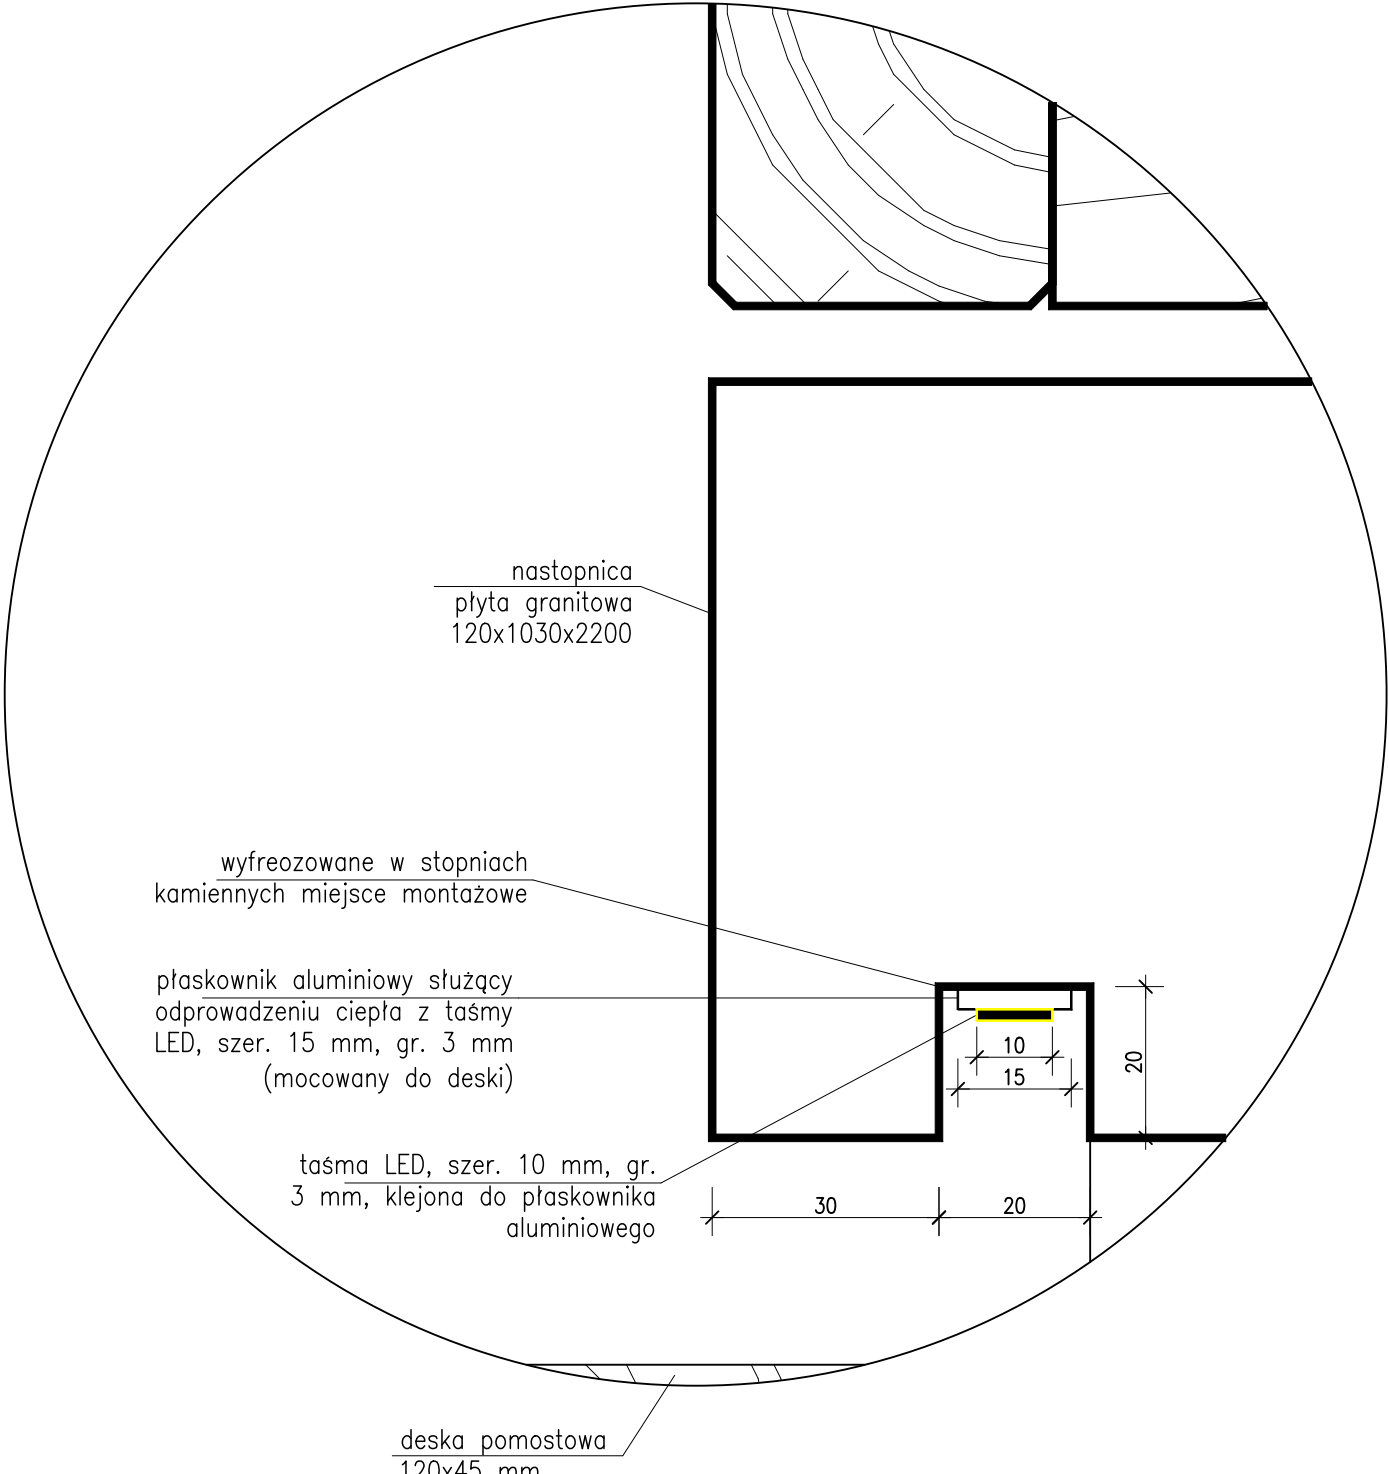 nastopnica
płyta granitowa
120x1030x2200
wyfreozowane w stopniach
kamiennych miejsce montażowe
płaskownik aluminiowy służący
odprowadzeniu ciepła z taśmy
LED, szer. 15 mm, gr. 3 mm
(mocowany do deski)
10
15
20
taśma LED, szer. 10 mm, gr.
3 mm, klejona do płaskownika
aluminiowego
30
20
deska pomostowa
120x45 mm